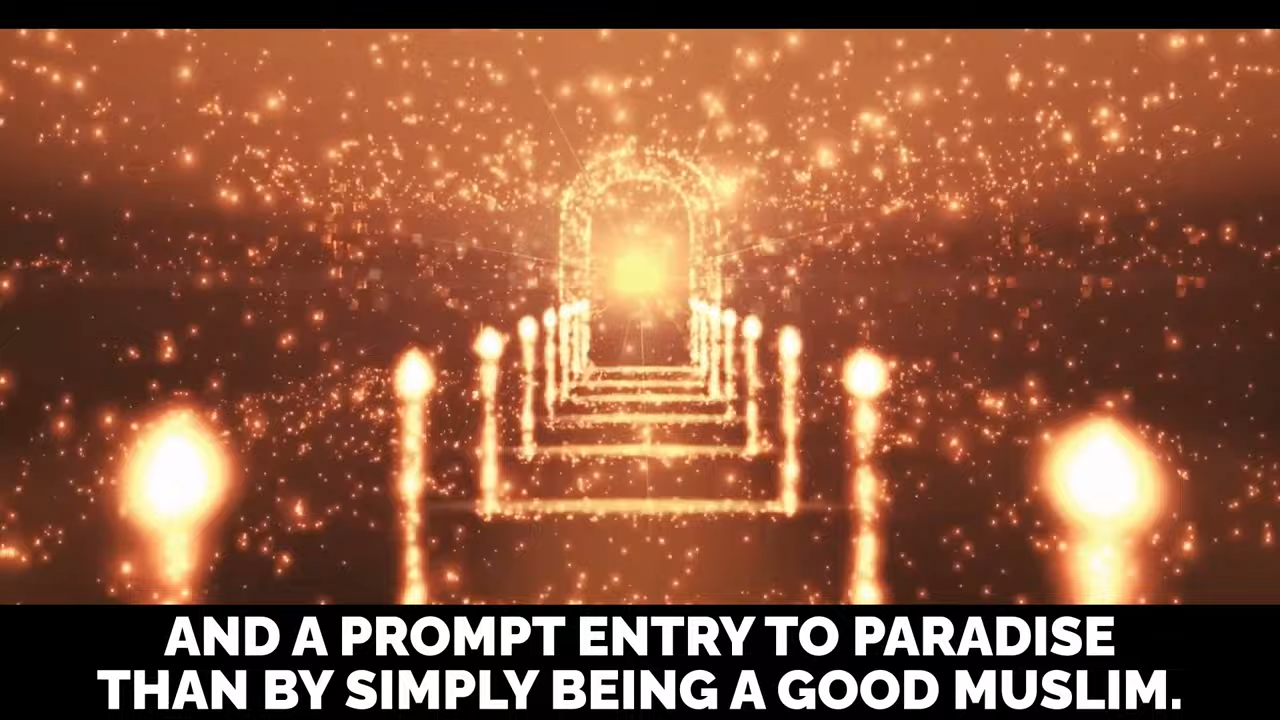 AND A PROMPT ENTRY TO PARADISE
THAN BY SIMPLY BEING A GOOD MUSLIM.